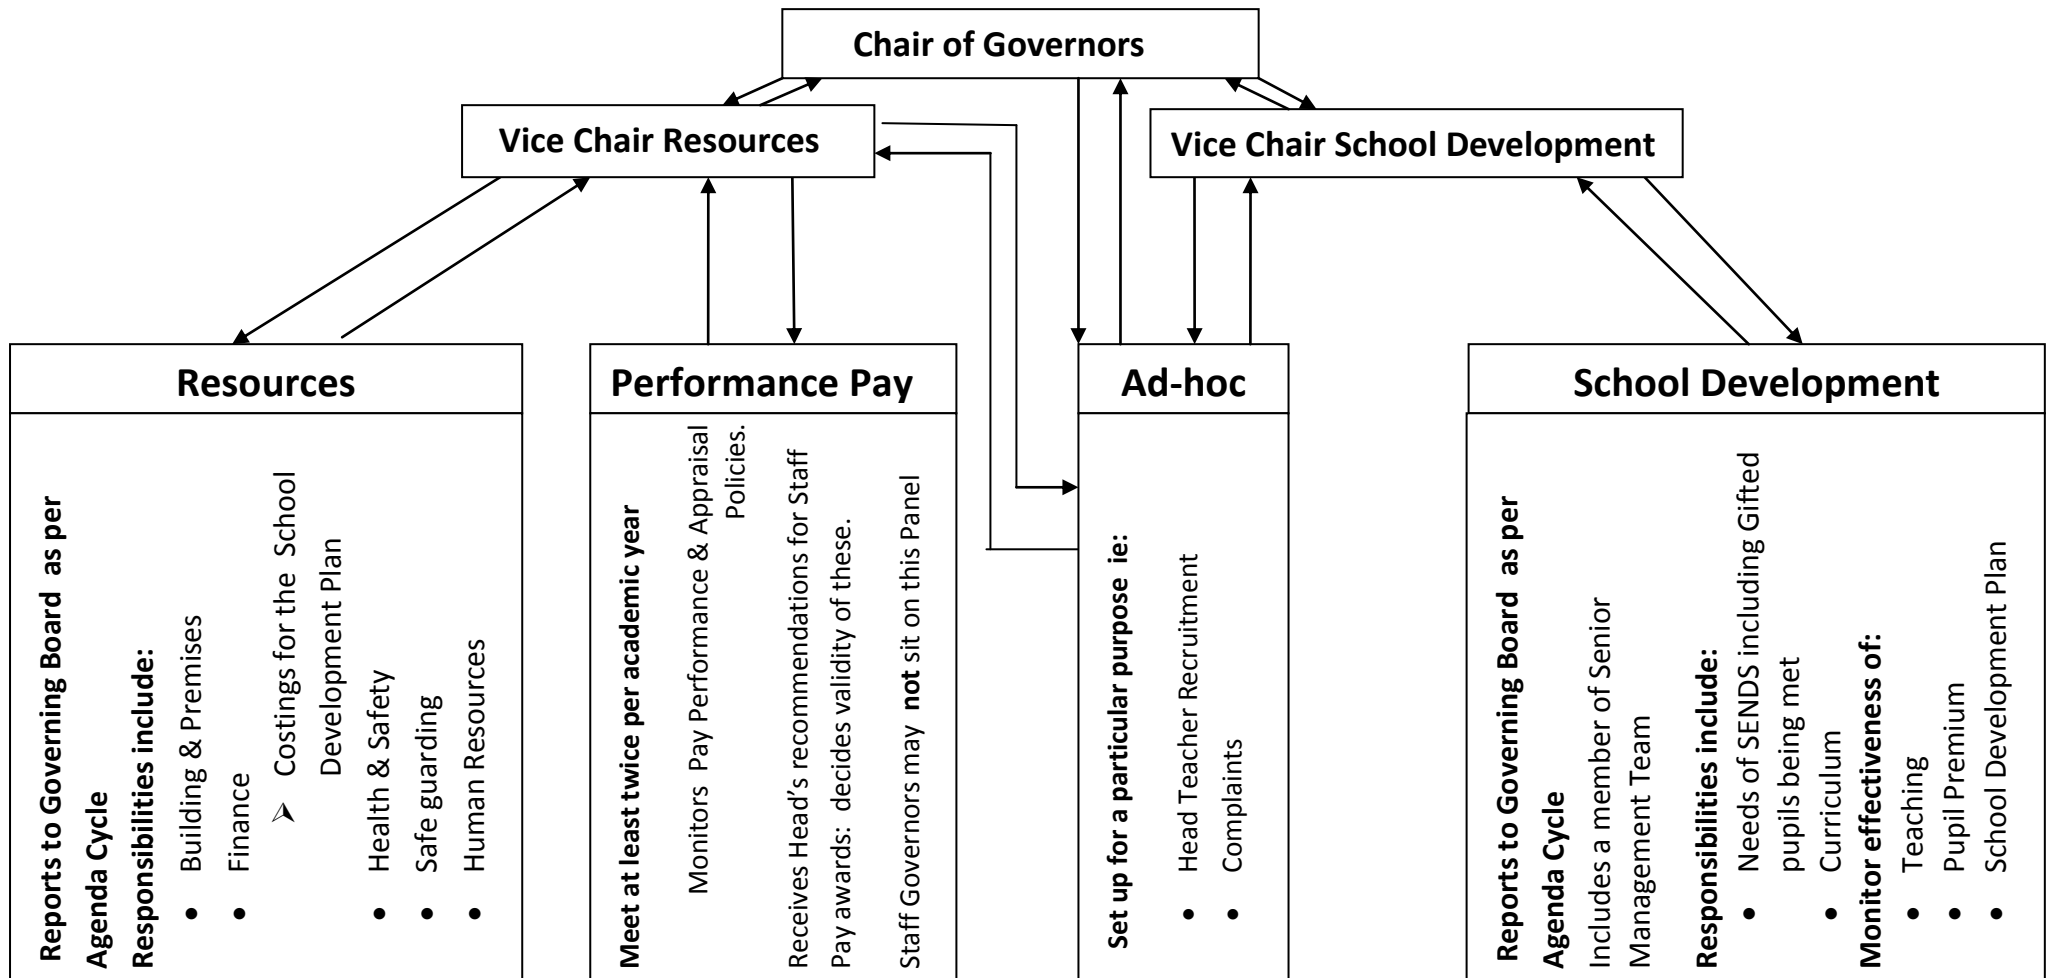 Chair of Governors
Vice Chair Resources
Vice Chair School Development
Resources
Reports to Governing Board  as per
Agenda Cycle
Responsibilities include:
• Building & Premises
• Finance
➢ Costings for the  School
Development Plan
• Health & Safety
• Safe guarding
• Human Resources
Performance Pay
Meet at least twice per academic year
Monitors  Pay Performance & Appraisal
Policies.
Receives Head’s recommendations for Staff
Pay awards:  decides validity of these.
Staff Governors may not sit on this Panel
Ad-hoc
Set up for a particular purpose ie:
• Head Teacher Recruitment
• Complaints
School Development
Reports to Governing Board  as per
Agenda Cycle
Includes a member of Senior
Management Team
Responsibilities include:
• Needs of SENDS including Gifted
pupils being met
• Curriculum
Monitor effectiveness of:
• Teaching
• Pupil Premium
• School Development Plan